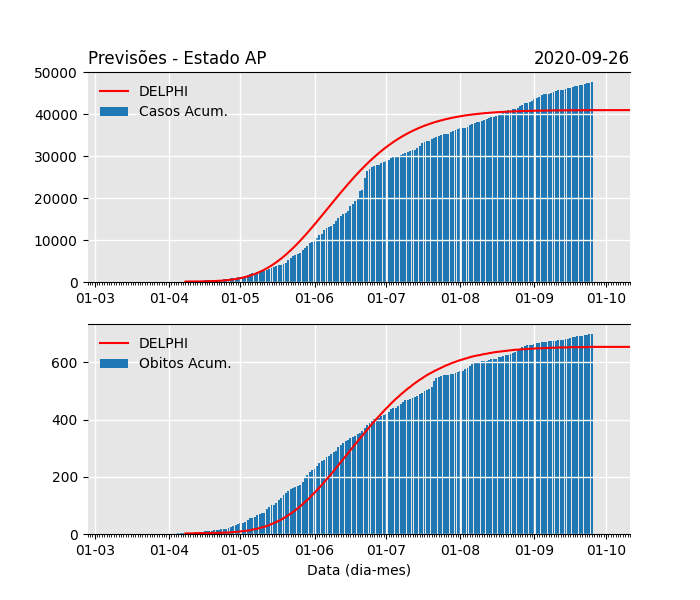 Previsões - Estado AP 2020-09-26
50000
40000
30000
20000
10000
0
DELPHI
Casos Acum.
01-03 01-04 01-05 01-06 01-07 01-08 01-09 01-10
600
400
200
0
DELPHI
Obitos Acum.
01-03 01-04 01-05 01-06 01-07 01-08 01-09 01-10
Data (dia-mes)